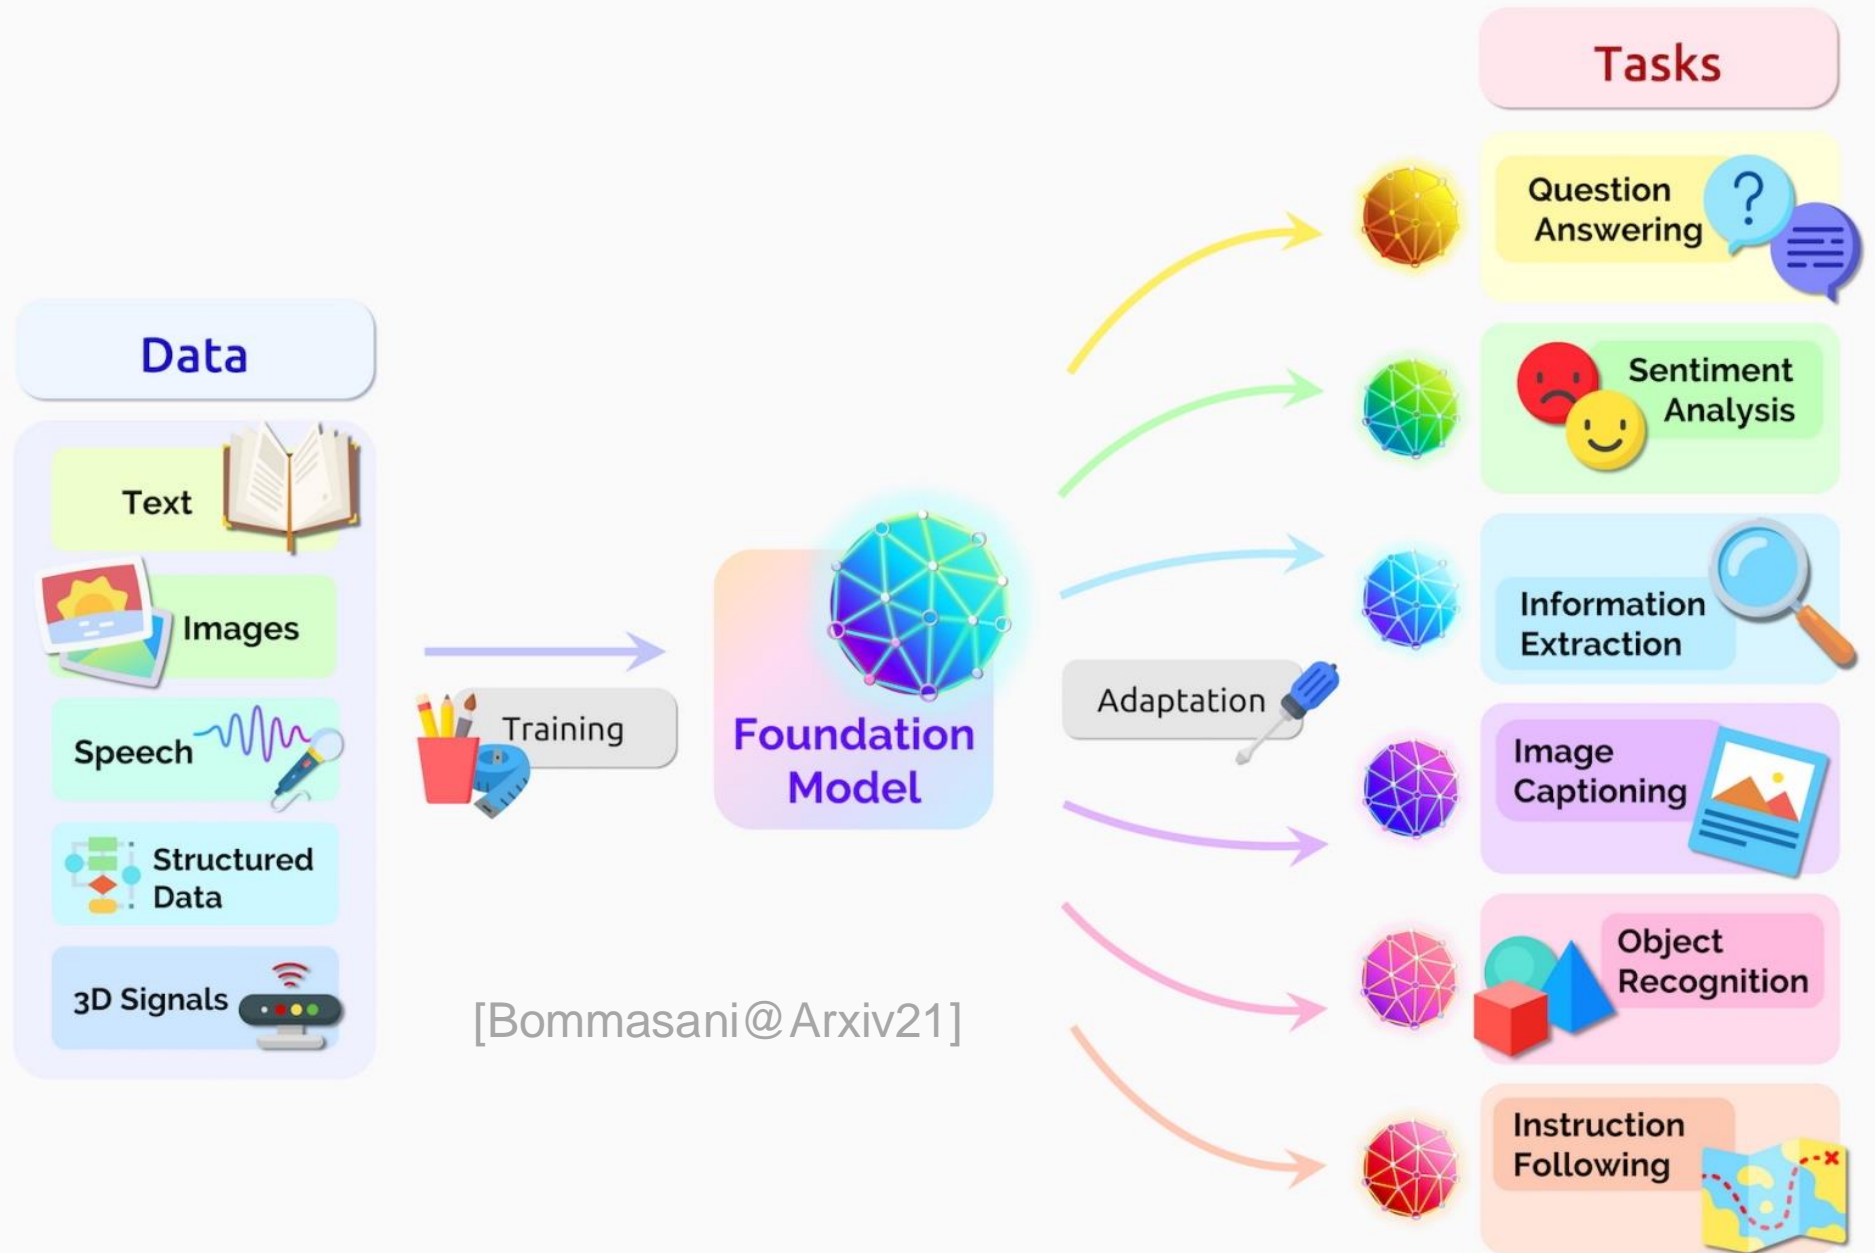 Data
Text
Images
Speech
Structured
Data
3D Signals
Training
Foundation
Model
[Bommasani@Arxiv21]
Adaptation
Tasks
Question
Answering
?
Sentiment
Analysis
Information
Extraction
Image
Captioning
Object
Recognition
Instruction
Following